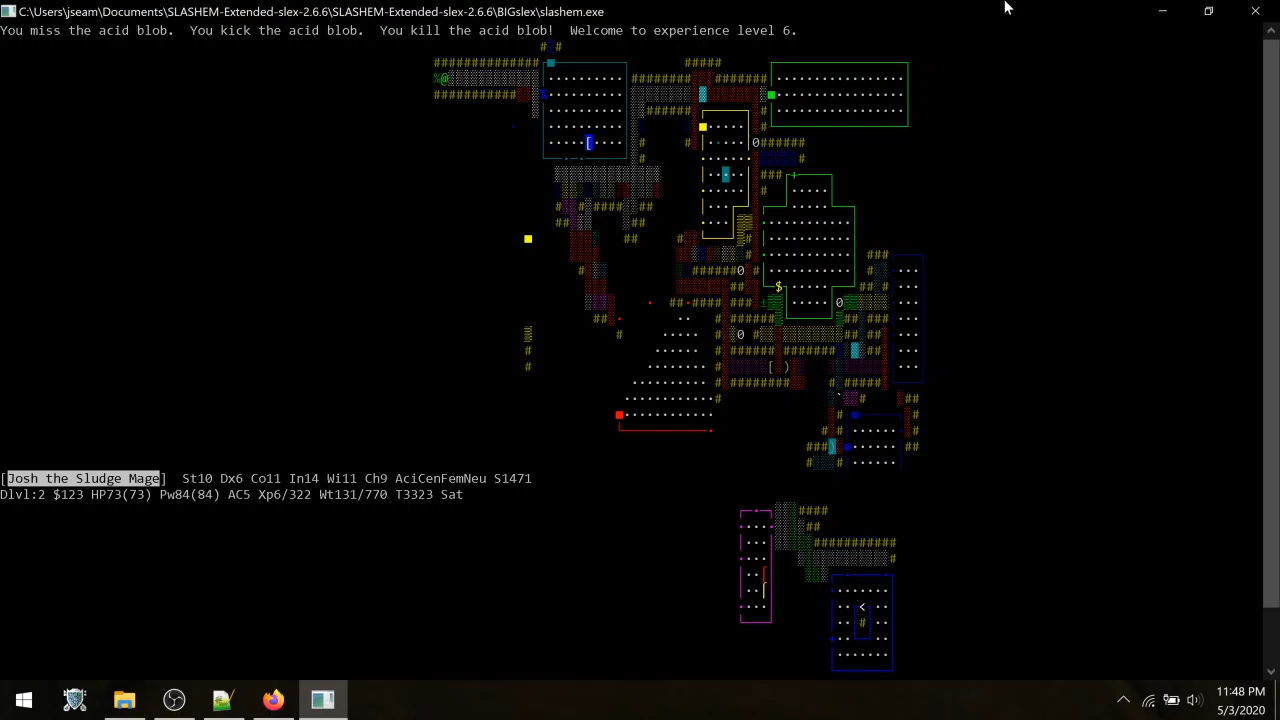 C:\Users\jseam\Documents\SLASHEM-Extended-slex-2.6.6\SLASHEM-Extended-slex-2.6.6\BIGslex\slashem.exe
You miss the acid blob.  You kick the acid blob.  You kill the acid blob!  Welcome to experience level 6.
[Josh the Sludge Mage]  St10 Dx6 Co11 In14 Wi11 Ch9 AciCenFemNeu S1471
Dlvl:2 $123 HP73(73) Pw84(84) AC5 Xp6/322 Wt131/770 T3323 Sat
11:48 PM
5/3/2020